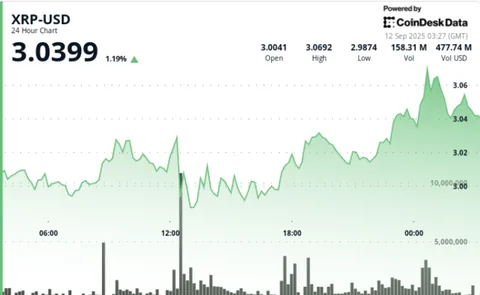 XRP-USD
Powered by
CoinDesk Data
24 Hour Chart
12 Sep 2025 03:27 (GMT)
3.0399 1.19% ▲
3.0041 3.0692 2.9874 158.31 M 477.74 M
Open High Low Vol Vol USD
3.06
3.04
3.02
10,000,000
3.00
06:00 12:00 18:00 00:00
5,000,000